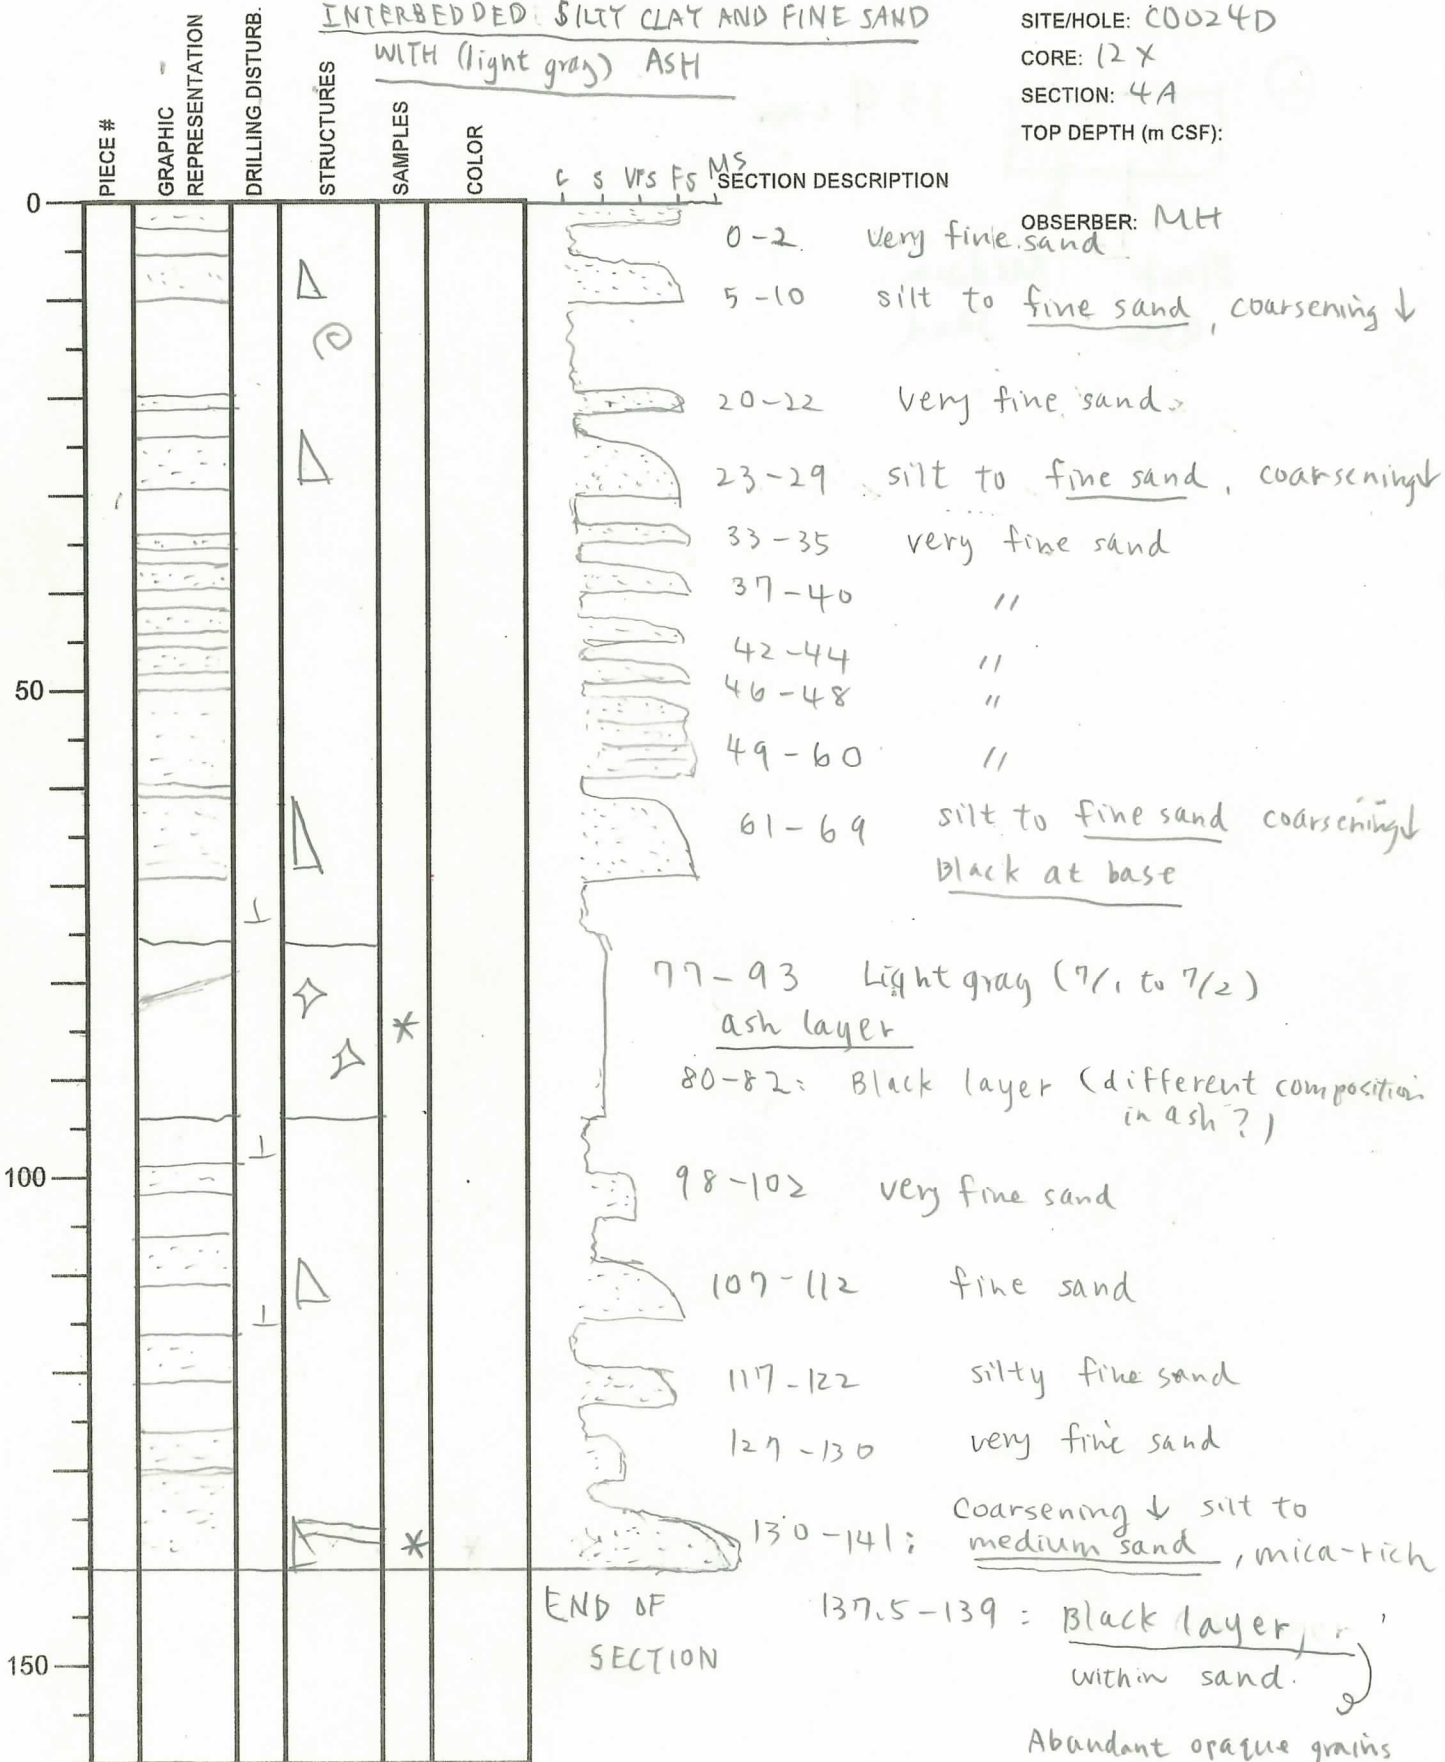 INTERBEDDED SILTY CLAY AND FINE SAND
WITH (light gray) ASH
SITE/HOLE: C0024D
CORE: 12X
SECTION: 4A
TOP DEPTH (m CSF):
OBSERBER: MH
PIECE #
GRAPHIC REPRESENTATION
DRILLING DISTURB.
STRUCTURES
SAMPLES
COLOR
C S VFS FS MS
SECTION DESCRIPTION
0
0-2 very fine sand
5-10 silt to fine sand, coarsening ↓
20-22 very fine sand
23-29 silt to fine sand, coarsening↓
33-35 very fine sand
37-40 〃
42-44 〃
46-48 〃
50
49-60 〃
61-69 silt to fine sand coarsening↓
Black at base
77-93 Light gray (7/1 to 7/2)
ash layer
*
80-82: Black layer (different composition
in ash?)
100
98-102 very fine sand
107-112 fine sand
117-122 silty fine sand
127-130 very fine sand
130-141; Coarsening ↓ silt to
medium sand, mica-rich
*
END OF
SECTION
137.5-139 = Black layer,
within sand.
150
Abundant opaque grains